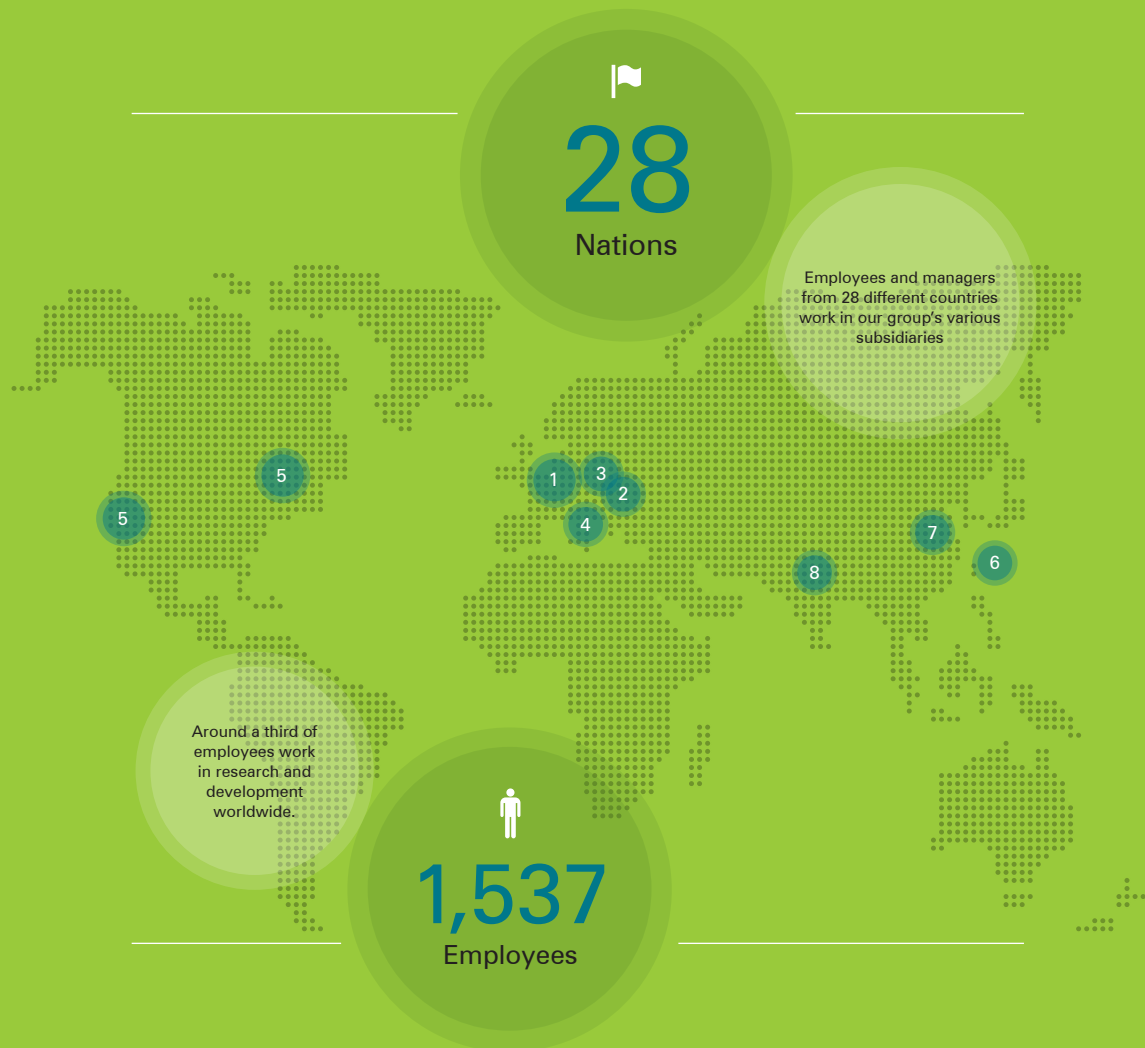 28
Nations
Employees and managers
from 28 different countries
work in our group's various
subsidiaries
5
5
1
3
2
4
7
6
8
Around a third of
employees work
in research and
development
worldwide.
1,537
Employees